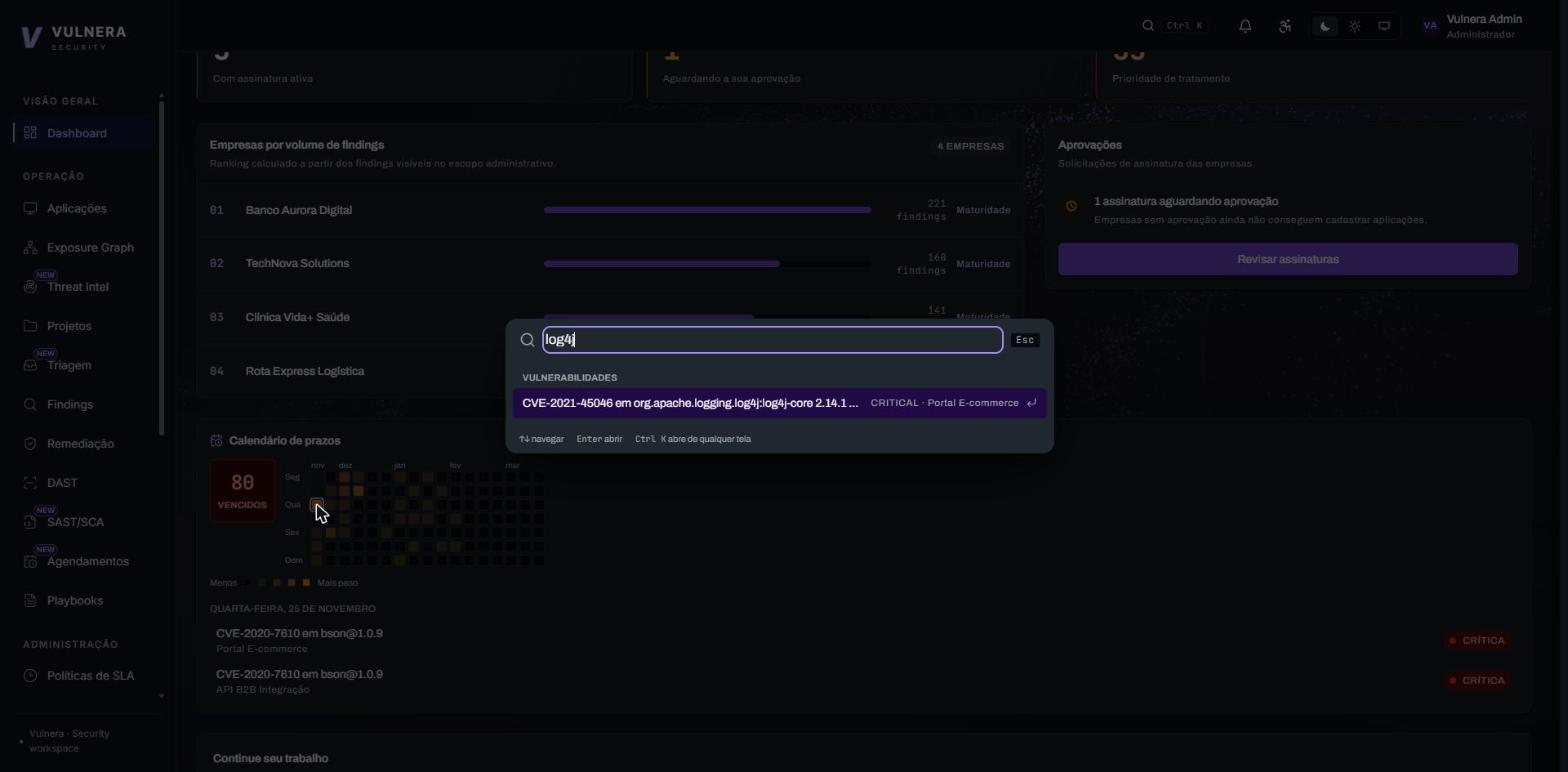 VULNERA
SECURITY
Ctrl K
VA
Vulnera Admin
Administrador
VISÃO GERAL
Dashboard
OPERAÇÃO
Aplicações
Exposure Graph
NEW
Threat Intel
Projetos
NEW
Triagem
Findings
Remediação
DAST
NEW
SAST/SCA
NEW
Agendamentos
Playbooks
ADMINISTRAÇÃO
Políticas de SLA
Vulnera · Security
workspace
Com assinatura ativa
Aguardando a sua aprovação
Prioridade de tratamento
Empresas por volume de findings
Ranking calculado a partir dos findings visíveis no escopo administrativo.
4 EMPRESAS
01 Banco Aurora Digital 221 findings Maturidade
02 TechNova Solutions 168 findings Maturidade
03 Clínica Vida+ Saúde 141 Maturidade
04 Rota Express Logística
Aprovações
Solicitações de assinatura das empresas.
1 assinatura aguardando aprovação
Empresas sem aprovação ainda não conseguem cadastrar aplicações.
Revisar assinaturas
log4j
Esc
VULNERABILIDADES
CVE-2021-45046 em org.apache.logging.log4j:log4j-core 2.14.1 ... CRITICAL · Portal E-commerce
↑↓ navegar Enter abrir Ctrl K abre de qualquer tela
Calendário de prazos
80
VENCIDOS
nov dez jan fev mar
Seg
Qua
Sex
Dom
Menos Mais peso
QUARTA-FEIRA, 25 DE NOVEMBRO
CVE-2020-7610 em bson@1.0.9
Portal E-commerce
CRÍTICA
CVE-2020-7610 em bson@1.0.9
API B2B Integração
CRÍTICA
Continue seu trabalho